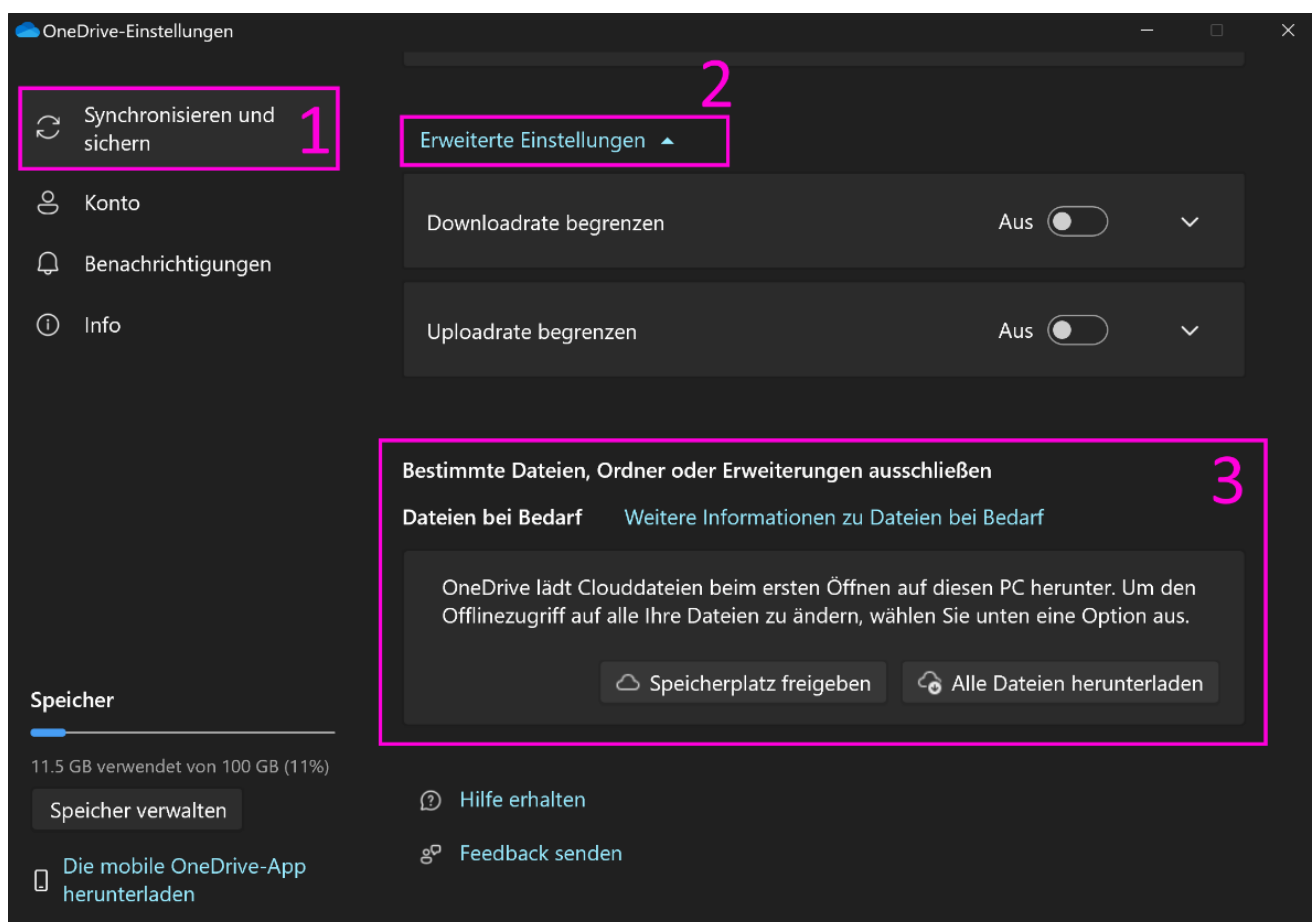 OneDrive-Einstellungen
1
Synchronisieren und
sichern
Konto
Benachrichtigungen
Info
Speicher
11.5 GB verwendet von 100 GB (11%)
Speicher verwalten
Die mobile OneDrive-App
herunterladen
2
Erweiterte Einstellungen
Downloadrate begrenzen Aus
Uploadrate begrenzen Aus
3
Bestimmte Dateien, Ordner oder Erweiterungen ausschließen
Dateien bei Bedarf Weitere Informationen zu Dateien bei Bedarf
OneDrive lädt Clouddateien beim ersten Öffnen auf diesen PC herunter. Um den
Offlinezugriff auf alle Ihre Dateien zu ändern, wählen Sie unten eine Option aus.
Speicherplatz freigeben Alle Dateien herunterladen
Hilfe erhalten
Feedback senden